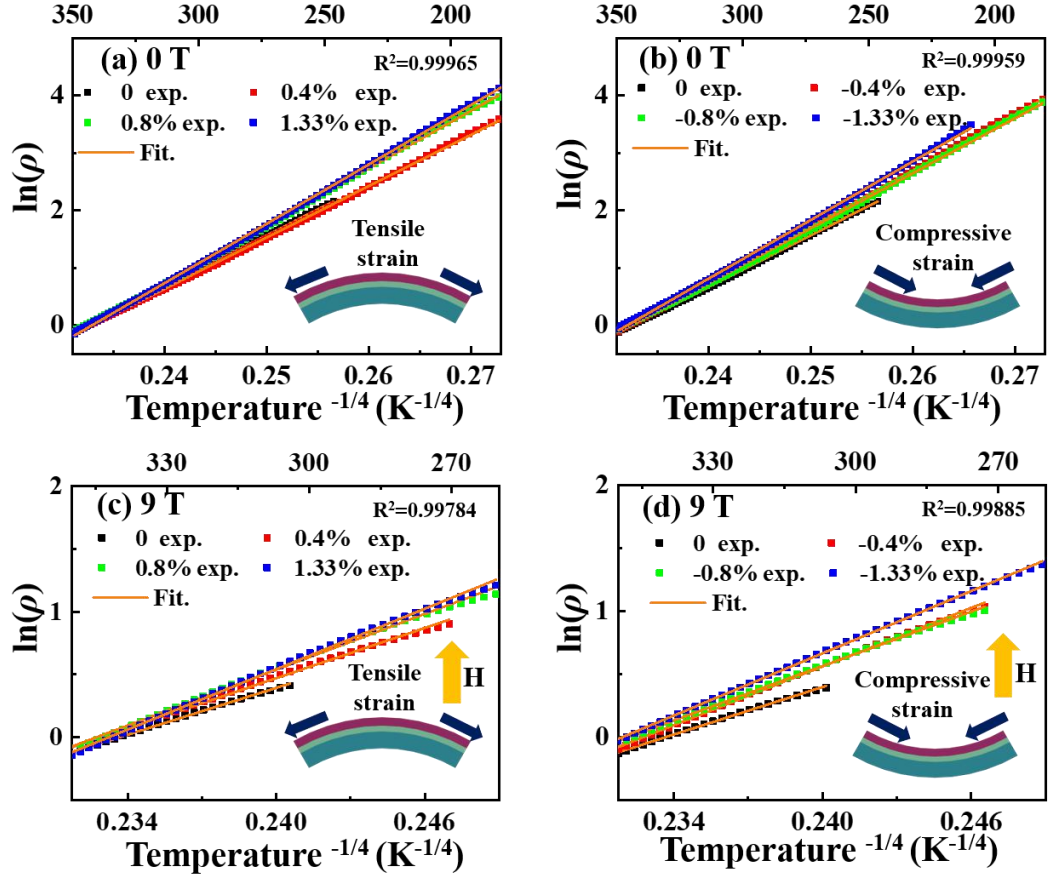 350 300 250 200
(a) 0 T
R²=0.99965
0 exp. 0.4% exp.
0.8% exp. 1.33% exp.
Fit.
ln(ρ)
4
2
0
Tensile
strain
0.24 0.25 0.26 0.27
Temperature -1/4 (K-1/4)
350 300 250 200
(b) 0 T
R²=0.99959
0 exp. -0.4% exp.
-0.8% exp. -1.33% exp.
Fit.
ln(ρ)
4
2
0
Compressive
strain
0.24 0.25 0.26 0.27
Temperature -1/4 (K-1/4)
330 300 270
(c) 9 T
R²=0.99784
0 exp. 0.4% exp.
0.8% exp. 1.33% exp.
Fit.
ln(ρ)
2
1
0
H
Tensile
strain
0.234 0.240 0.246
Temperature -1/4 (K-1/4)
330 300 270
(d) 9 T
R²=0.99885
0 exp. -0.4% exp.
-0.8% exp. -1.33% exp.
Fit.
ln(ρ)
2
1
0
H
Compressive
strain
0.234 0.240 0.246
Temperature -1/4 (K-1/4)